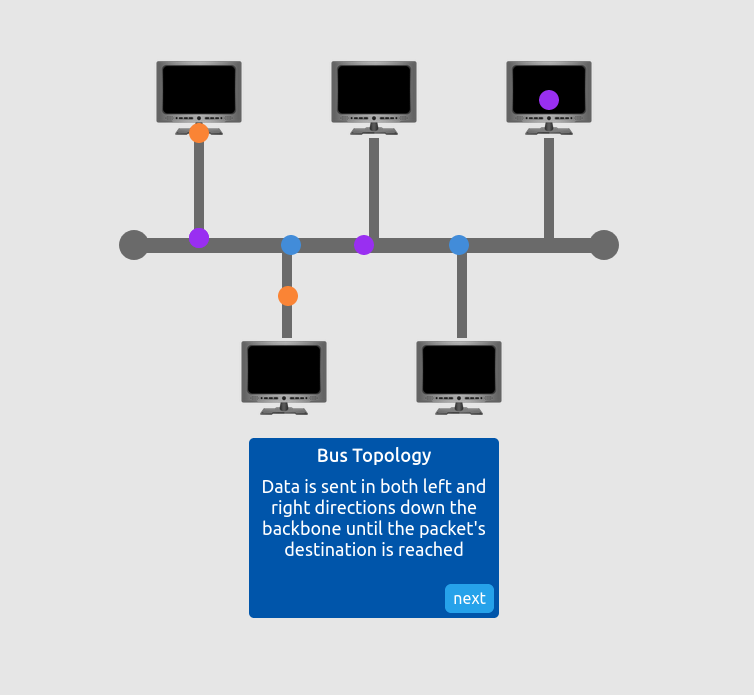 Bus Topology
Data is sent in both left and
right directions down the
backbone until the packet's
destination is reached
next